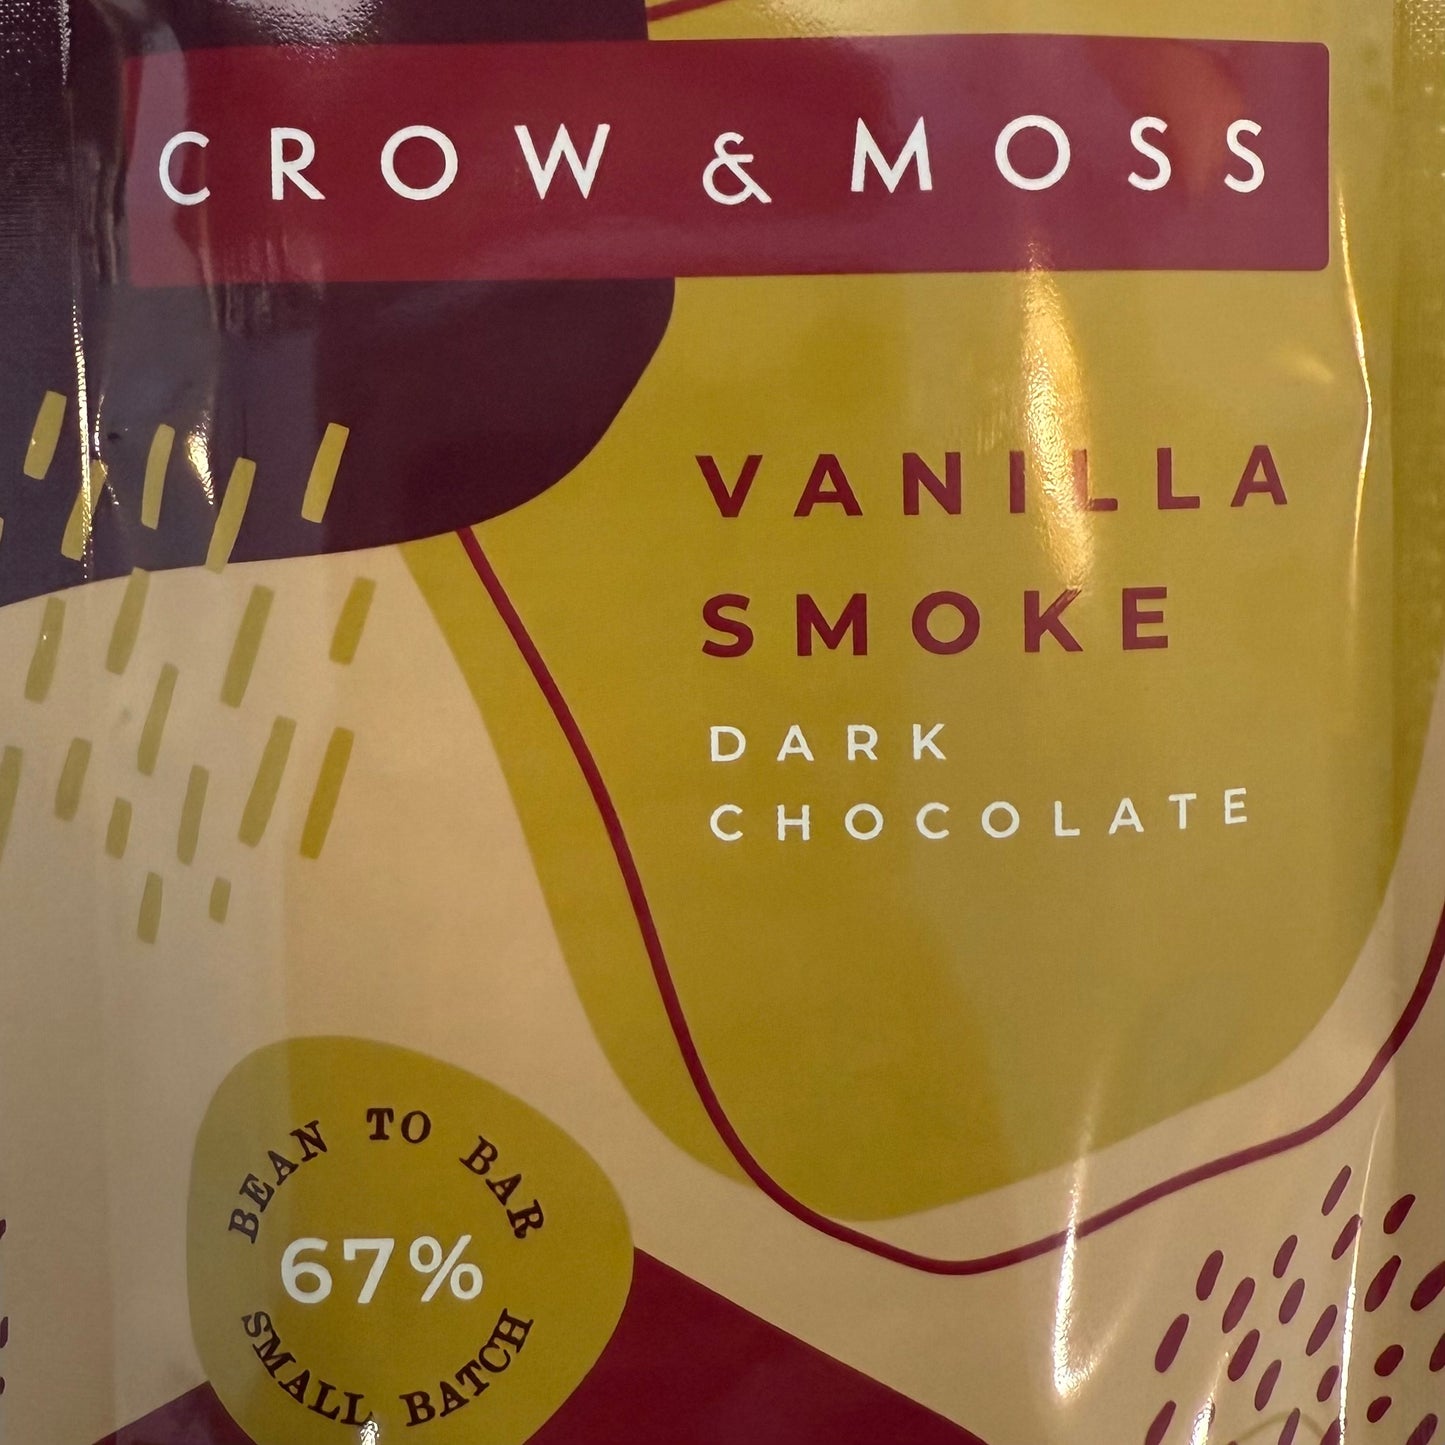 CROW & MOSS
VANILLA
SMOKE
DARK
CHOCOLATE
BEAN TO BAR
67%
SMALL BATCH